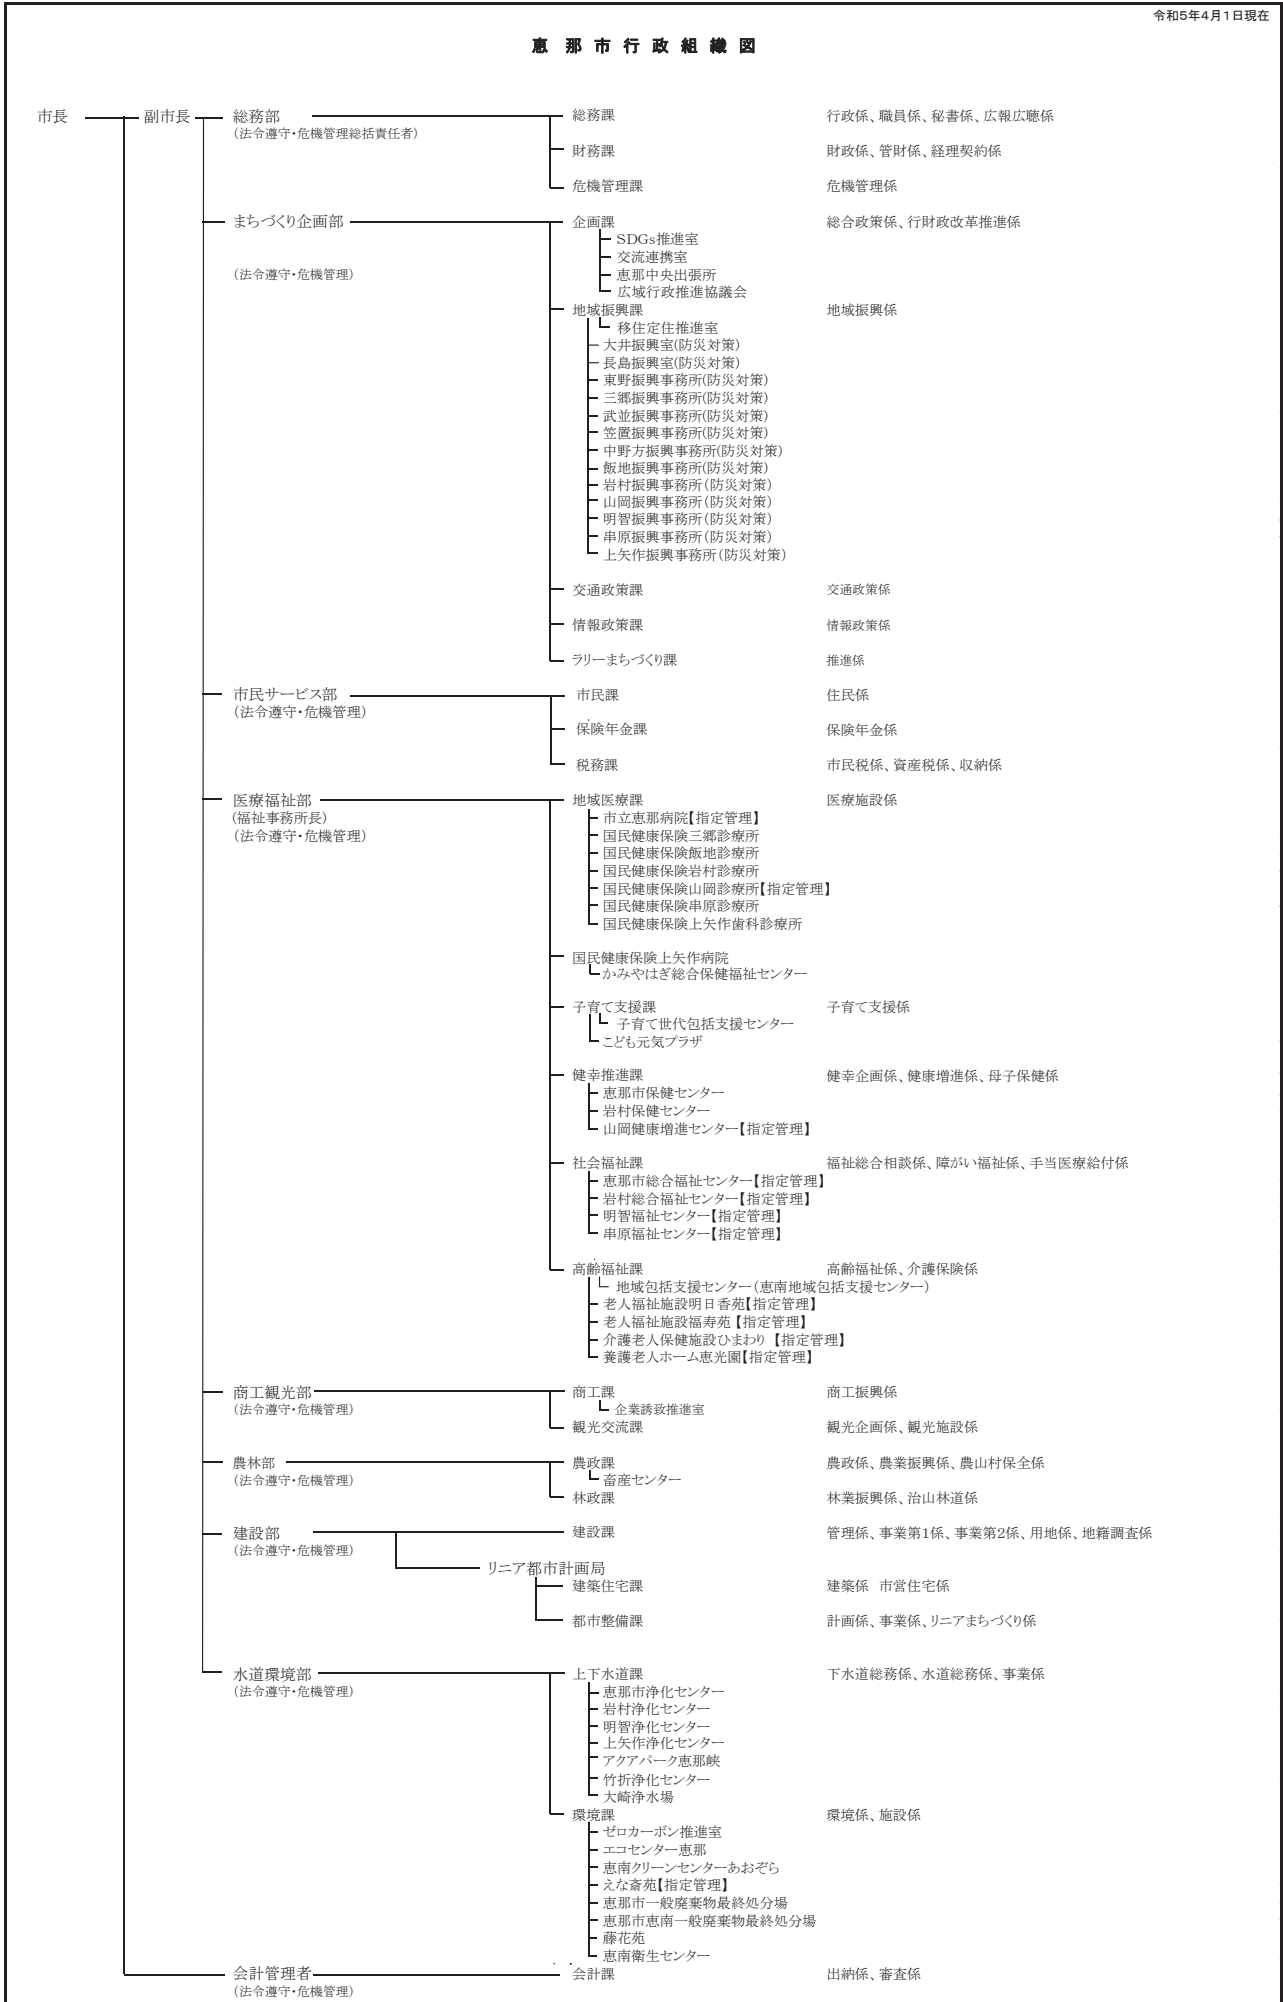 令和5年4月1日現在
恵那市行政組織図
市長 副市長 総務部 総務課 行政係、職員係、秘書係、広報広聴係
(法令遵守・危機管理総括責任者)
財務課 財政係、管財係、経理契約係
危機管理課 危機管理係
まちづくり企画部 企画課 総合政策係、行財政改革推進係
SDGs推進室
交流連携室
(法令遵守・危機管理) 恵那中央出張所
広域行政推進協議会
地域振興課 地域振興係
移住定住推進室
大井振興室(防災対策)
長島振興室(防災対策)
東野振興事務所(防災対策)
三郷振興事務所(防災対策)
武並振興事務所(防災対策)
笠置振興事務所(防災対策)
中野方振興事務所(防災対策)
飯地振興事務所(防災対策)
岩村振興事務所(防災対策)
山岡振興事務所(防災対策)
明智振興事務所(防災対策)
串原振興事務所(防災対策)
上矢作振興事務所(防災対策)
交通政策課 交通政策係
情報政策課 情報政策係
ラリーまちづくり課 推進係
市民サービス部 市民課 住民係
(法令遵守・危機管理)
保険年金課 保険年金係
税務課 市民税係、資産税係、収納係
医療福祉部 地域医療課 医療施設係
(福祉事務所長) 市立恵那病院【指定管理】
(法令遵守・危機管理) 国民健康保険三郷診療所
国民健康保険飯地診療所
国民健康保険岩村診療所
国民健康保険山岡診療所【指定管理】
国民健康保険串原診療所
国民健康保険上矢作歯科診療所
国民健康保険上矢作病院
かみやはぎ総合保健福祉センター
子育て支援課 子育て支援係
子育て世代包括支援センター
こども元気プラザ
健幸推進課 健幸企画係、健康増進係、母子保健係
恵那市保健センター
岩村保健センター
山岡健康増進センター【指定管理】
社会福祉課 福祉総合相談係、障がい福祉係、手当医療給付係
恵那市総合福祉センター【指定管理】
岩村総合福祉センター【指定管理】
明智福祉センター【指定管理】
串原福祉センター【指定管理】
高齢福祉課 高齢福祉係、介護保険係
地域包括支援センター(恵南地域包括支援センター)
老人福祉施設明日香苑【指定管理】
老人福祉施設福寿苑【指定管理】
介護老人保健施設ひまわり【指定管理】
養護老人ホーム恵光園【指定管理】
商工観光部 商工課 商工振興係
(法令遵守・危機管理) 企業誘致推進室
観光交流課 観光企画係、観光施設係
農林部 農政課 農政係、農業振興係、農山村保全係
(法令遵守・危機管理) 畜産センター
林政課 林業振興係、治山林道係
建設部 建設課 管理係、事業第1係、事業第2係、用地係、地籍調査係
(法令遵守・危機管理)
リニア都市計画局
建築住宅課 建築係 市営住宅係
都市整備課 計画係、事業係、リニアまちづくり係
水道環境部 上下水道課 下水道総務係、水道総務係、事業係
(法令遵守・危機管理) 恵那市浄化センター
岩村浄化センター
明智浄化センター
上矢作浄化センター
アクアパーク恵那峡
竹折浄化センター
大崎浄水場
環境課 環境係、施設係
ゼロカーボン推進室
エコセンター恵那
恵南クリーンセンターあおぞら
えな斎苑【指定管理】
恵那市一般廃棄物最終処分場
恵那市恵南一般廃棄物最終処分場
藤花苑
恵南衛生センター
会計管理者 会計課 出納係、審査係
(法令遵守・危機管理)